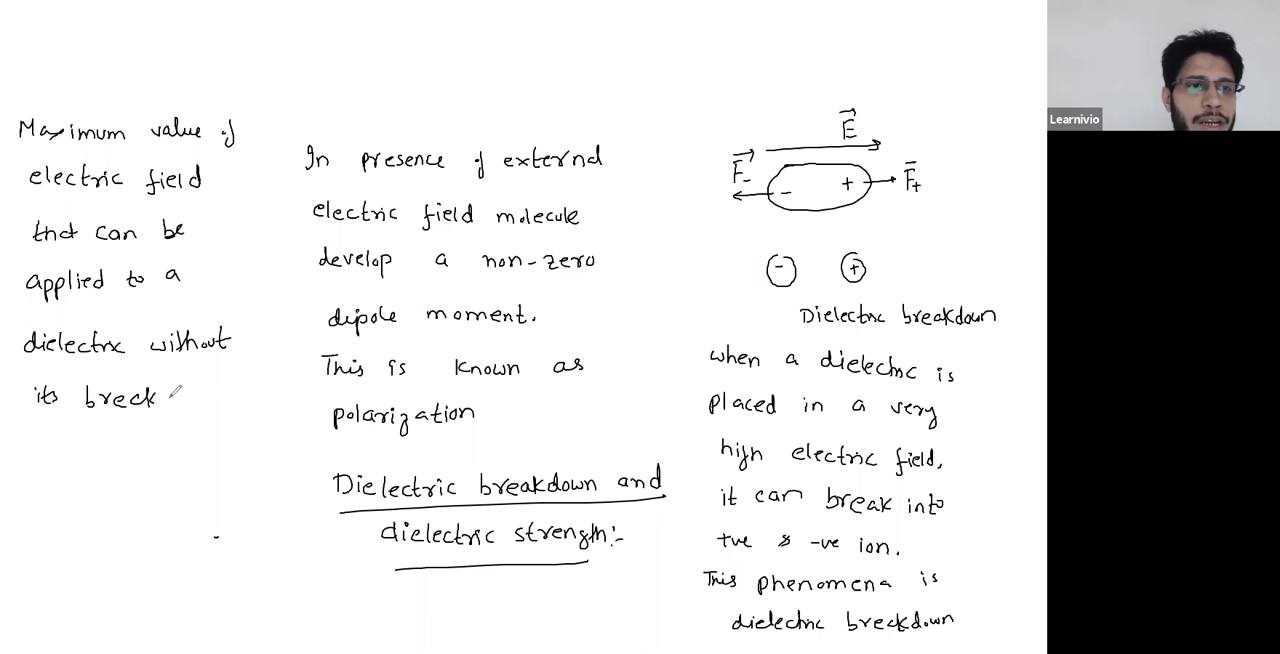 Maximum value of
electric field
that can be
applied to a
dielectric without
its break
In presence of external
electric field molecule
develop a non-zero
dipole moment.
This is known as
polarization
Dielectric breakdown and
dielectric strength:-
E
F- F+
- +
- +
Dielectric breakdown
when a dielectric is
placed in a very
high electric field,
it can break into
+ve & -ve ion.
This phenomena is
dielectric breakdown
Learnivio